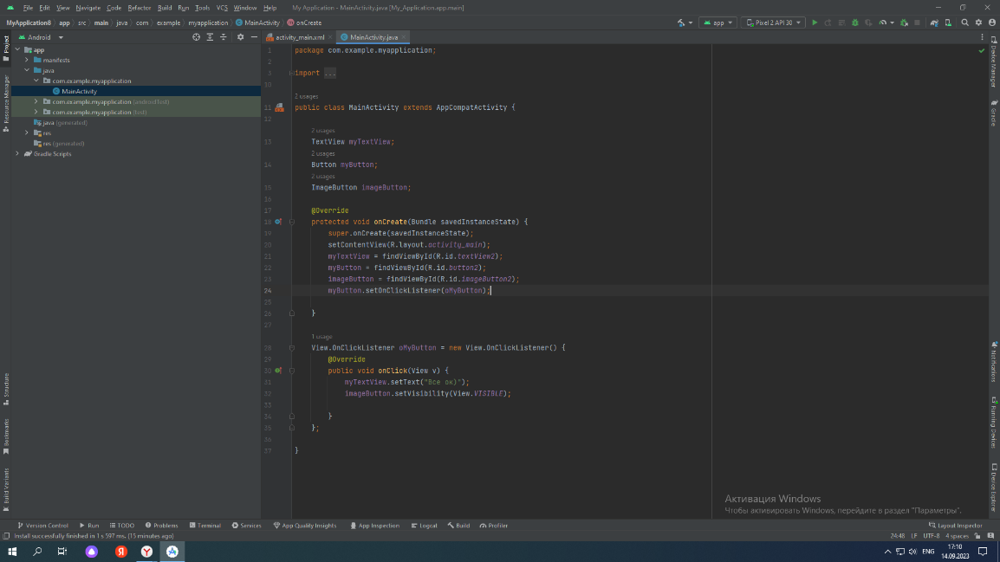 File Edit View Navigate Code Refactor Build Run Tools VCS Window Help My Application - MainActivity.java [My_Application.app.main]
MyApplication8 app src main java com example myapplication MainActivity onCreate app Pixel 2 API 30
Android
activity_main.xml MainActivity.java
Project
Resource Manager
Structure
Bookmarks
Build Variants
app
manifests
java
com.example.myapplication
MainActivity
com.example.myapplication (androidTest)
com.example.myapplication (test)
java (generated)
res
res (generated)
Gradle Scripts
1 package com.example.myapplication;
2
3 import ...
10
2 usages
11 public class MainActivity extends AppCompatActivity {
12
2 usages
13 TextView myTextView;
2 usages
14 Button myButton;
2 usages
15 ImageButton imageButton;
16
17 @Override
18 protected void onCreate(Bundle savedInstanceState) {
19 super.onCreate(savedInstanceState);
20 setContentView(R.layout.activity_main);
21 myTextView = findViewById(R.id.textView2);
22 myButton = findViewById(R.id.button2);
23 imageButton = findViewById(R.id.imageButton2);
24 myButton.setOnClickListener(oMyButton);
25
26 }
27
1 usage
28 View.OnClickListener oMyButton = new View.OnClickListener() {
29 @Override
30 public void onClick(View v) {
31 myTextView.setText("Все ок)");
32 imageButton.setVisibility(View.VISIBLE);
33
34 }
35 };
36
37 }
Device Manager
Gradle
Notifications
Running Devices
Device Explorer
Активация Windows
Чтобы активировать Windows, перейдите в раздел "Параметры".
Version Control Run TODO Problems Terminal Services App Quality Insights App Inspection Logcat Build Profiler Layout Inspector
Install successfully finished in 1 s 597 ms. (15 minutes ago) 24:48 LF UTF-8 4 spaces
ENG 17:10
14.09.2023